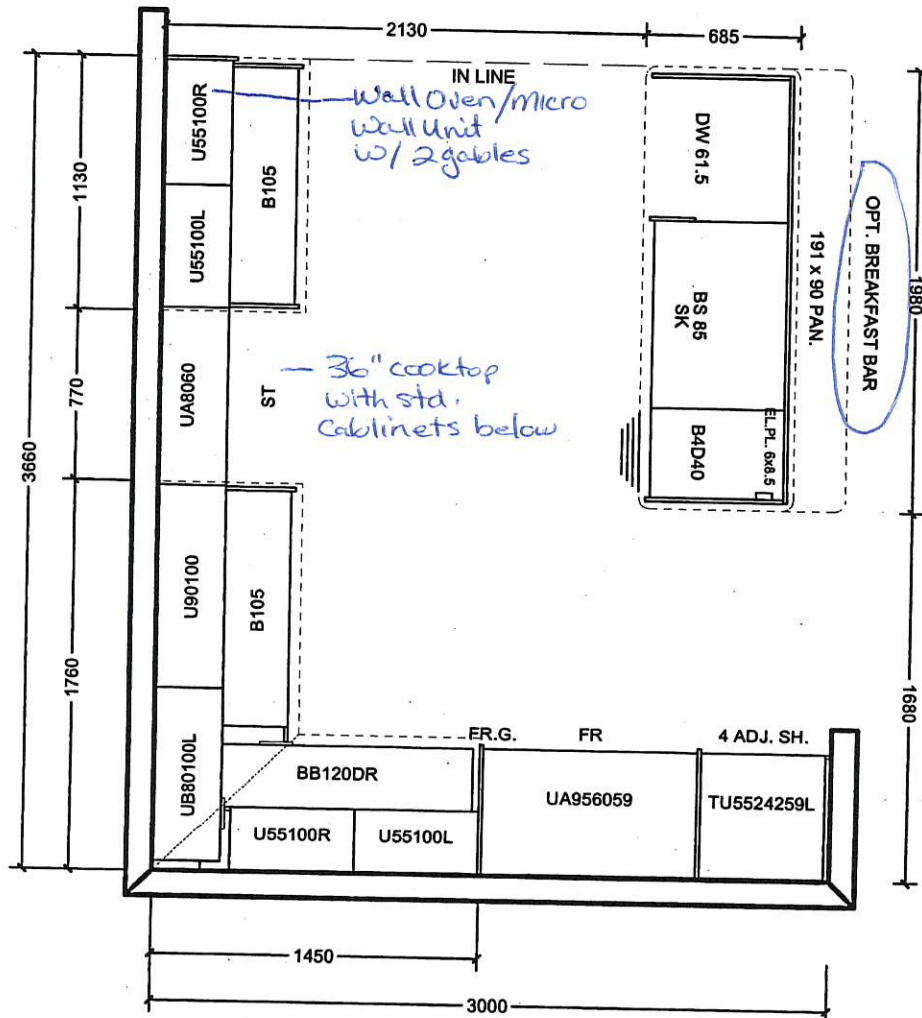 2130
685
IN LINE
Wall Oven/micro
Wall Unit
W/ 2 gables
U55100R
B105
U55100L
1130
3660
770
1760
UA8060
ST
— 36" cooktop
with std.
Cablinets below
DW 61.5
BS 85
SK
B4D40
EL.PL. 6x8.5
191 x 90 PAN.
OPT. BREAKFAST BAR
1980
1680
U90100
B105
UB80100L
BB120DR
U55100R
U55100L
FR.G.
FR
4 ADJ. SH.
UA956059
TU5524259L
1450
3000